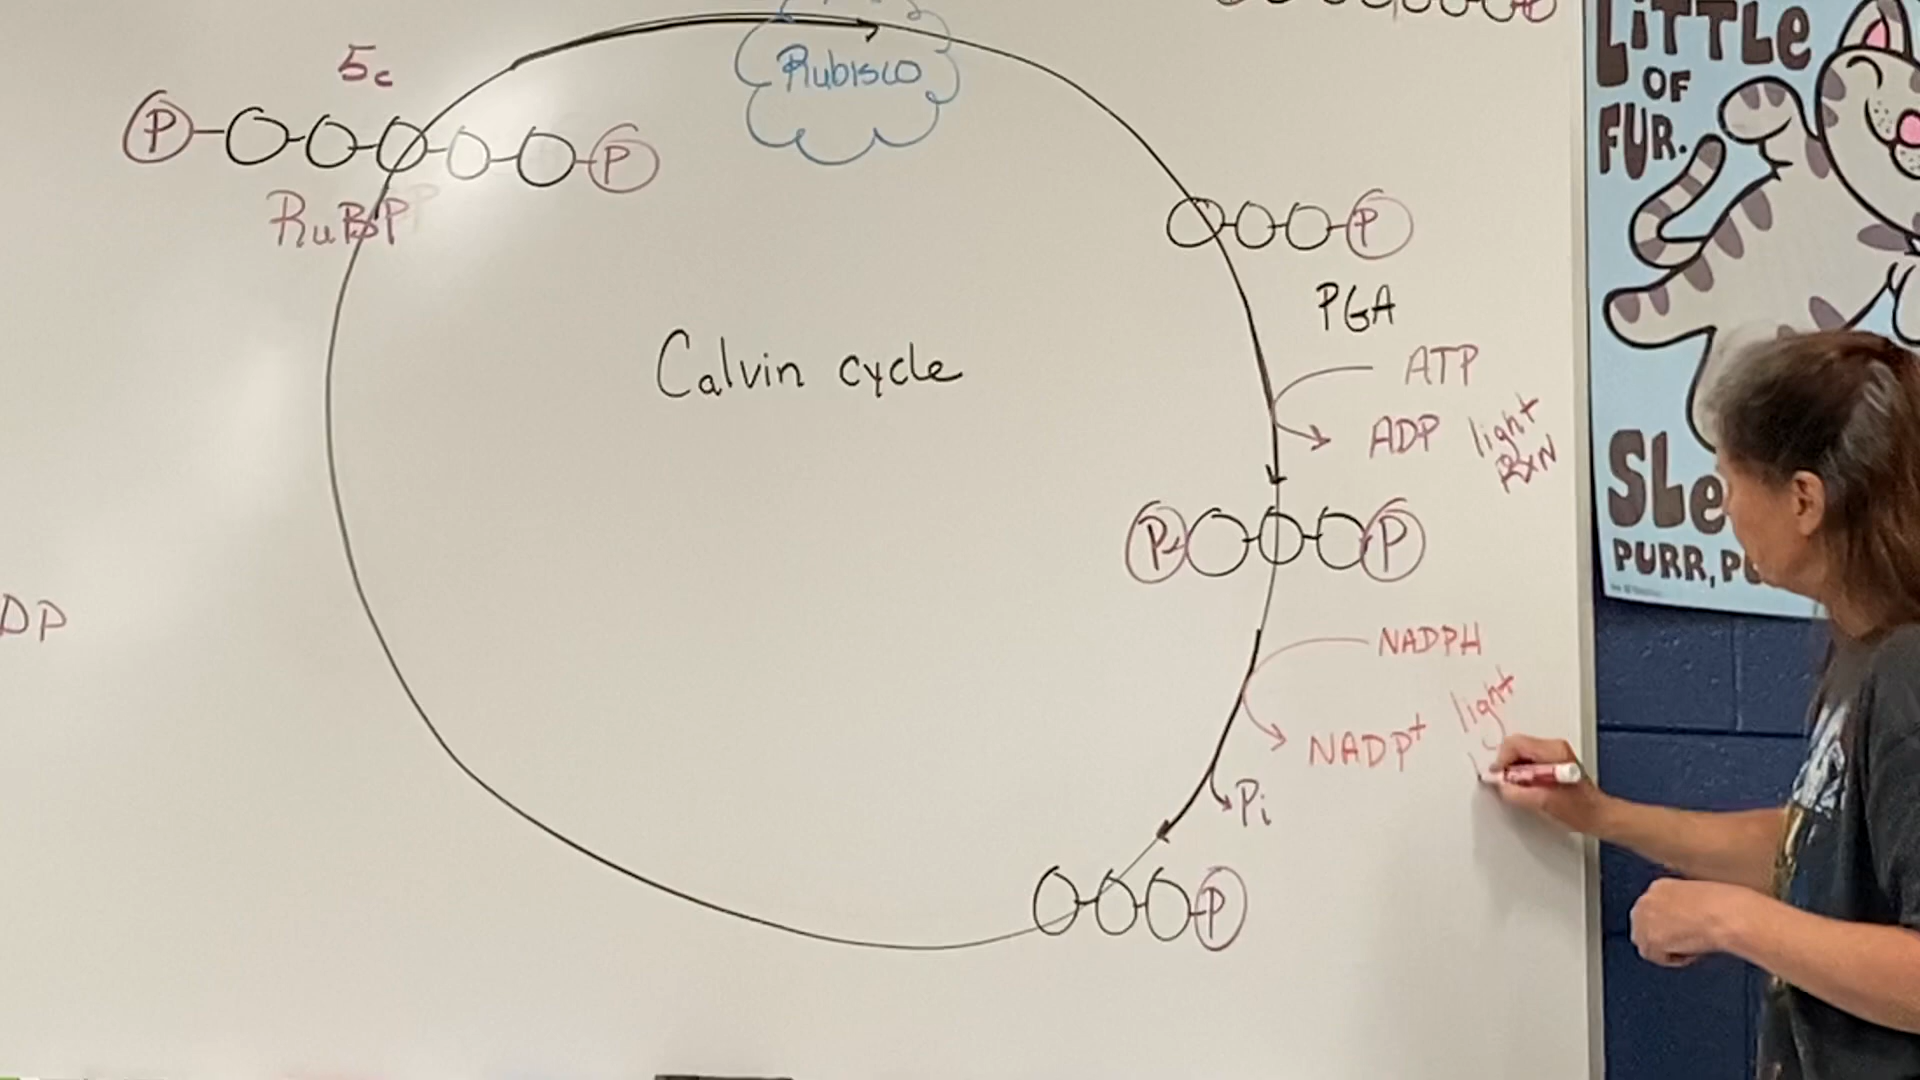 5c
Rubisco
P P
RuBP
P
PGA
Calvin cycle
ATP
ADP light
RXN
P P
NADPH
NADP+ light
Pi
P
DP
LiTTLe
OF
FUR.
SLe
PURR, PU